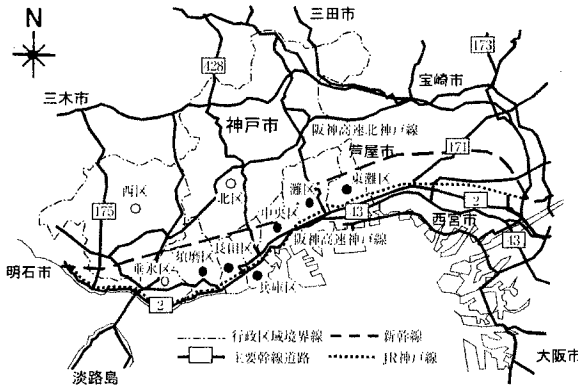 三田市
N
173
428
宝崎市
三木市
神戸市
阪神高速北神戸線
芦屋市
171
西区
北区
灘区
東灘区
175
中央区
43
2
西宮市
阪神高速神戸線
43
明石市
垂水区
須磨区
長田区
兵庫区
2
行政区域境界線
新幹線
主要幹線道路
JR神戸線
淡路島
大阪市